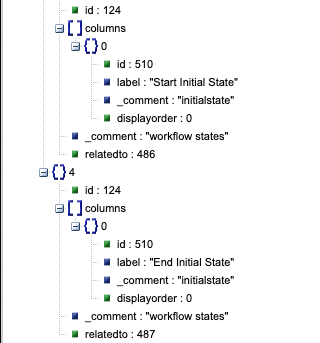 id : 124
[ ] columns
{ } 0
id : 510
label : "Start Initial State"
_comment : "initialstate"
displayorder : 0
_comment : "workflow states"
relatedto : 486
{ } 4
id : 124
[ ] columns
{ } 0
id : 510
label : "End Initial State"
_comment : "initialstate"
displayorder : 0
_comment : "workflow states"
relatedto : 487